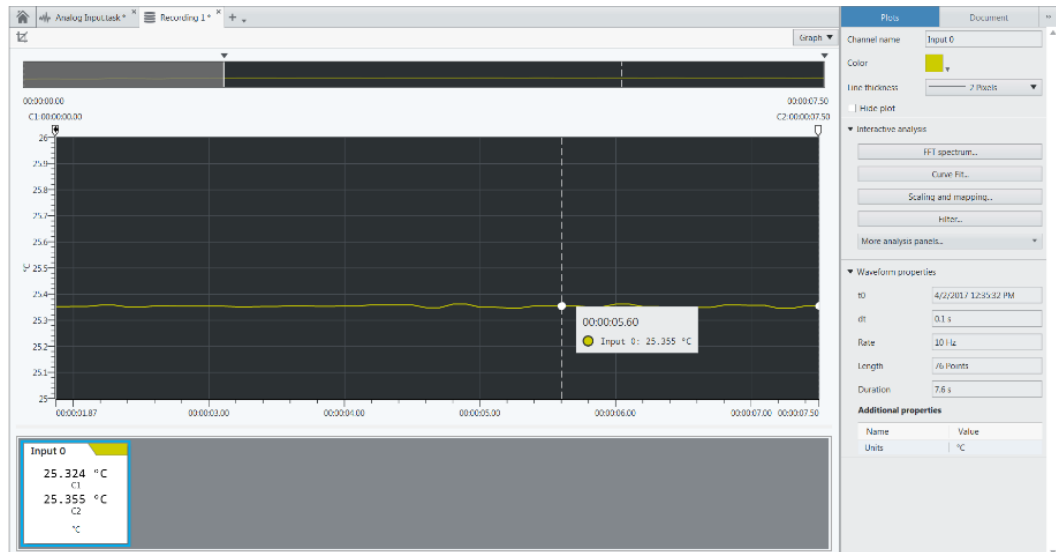 Analog Input.task * × Recording 1 * × +
Graph ▼
00:00:00.00 00:00:07.50
C1:00:00:00.00 C2:00:00:07.50
26
25.9
25.8
25.7
25.6
°C 25.5
25.4
25.3
25.2
25.1
25
00:00:01.87 00:00:03.00 00:00:04.00 00:00:05.00 00:00:06.00 00:00:07.00 00:00:07.50
00:00:05.60
Input 0: 25.355 °C
Input 0
25.324 °C
C1
25.355 °C
C2
°C
Plots Document
Channel name Input 0
Color
Line thickness 2 Pixels
Hide plot
Interactive analysis
FFT spectrum...
Curve Fit...
Scaling and mapping...
Filter...
More analysis panels...
Waveform properties
t0 4/2/2017 12:35:32 PM
dt 0.1 s
Rate 10 Hz
Length 76 Points
Duration 7.6 s
Additional properties
Name Value
Units °C